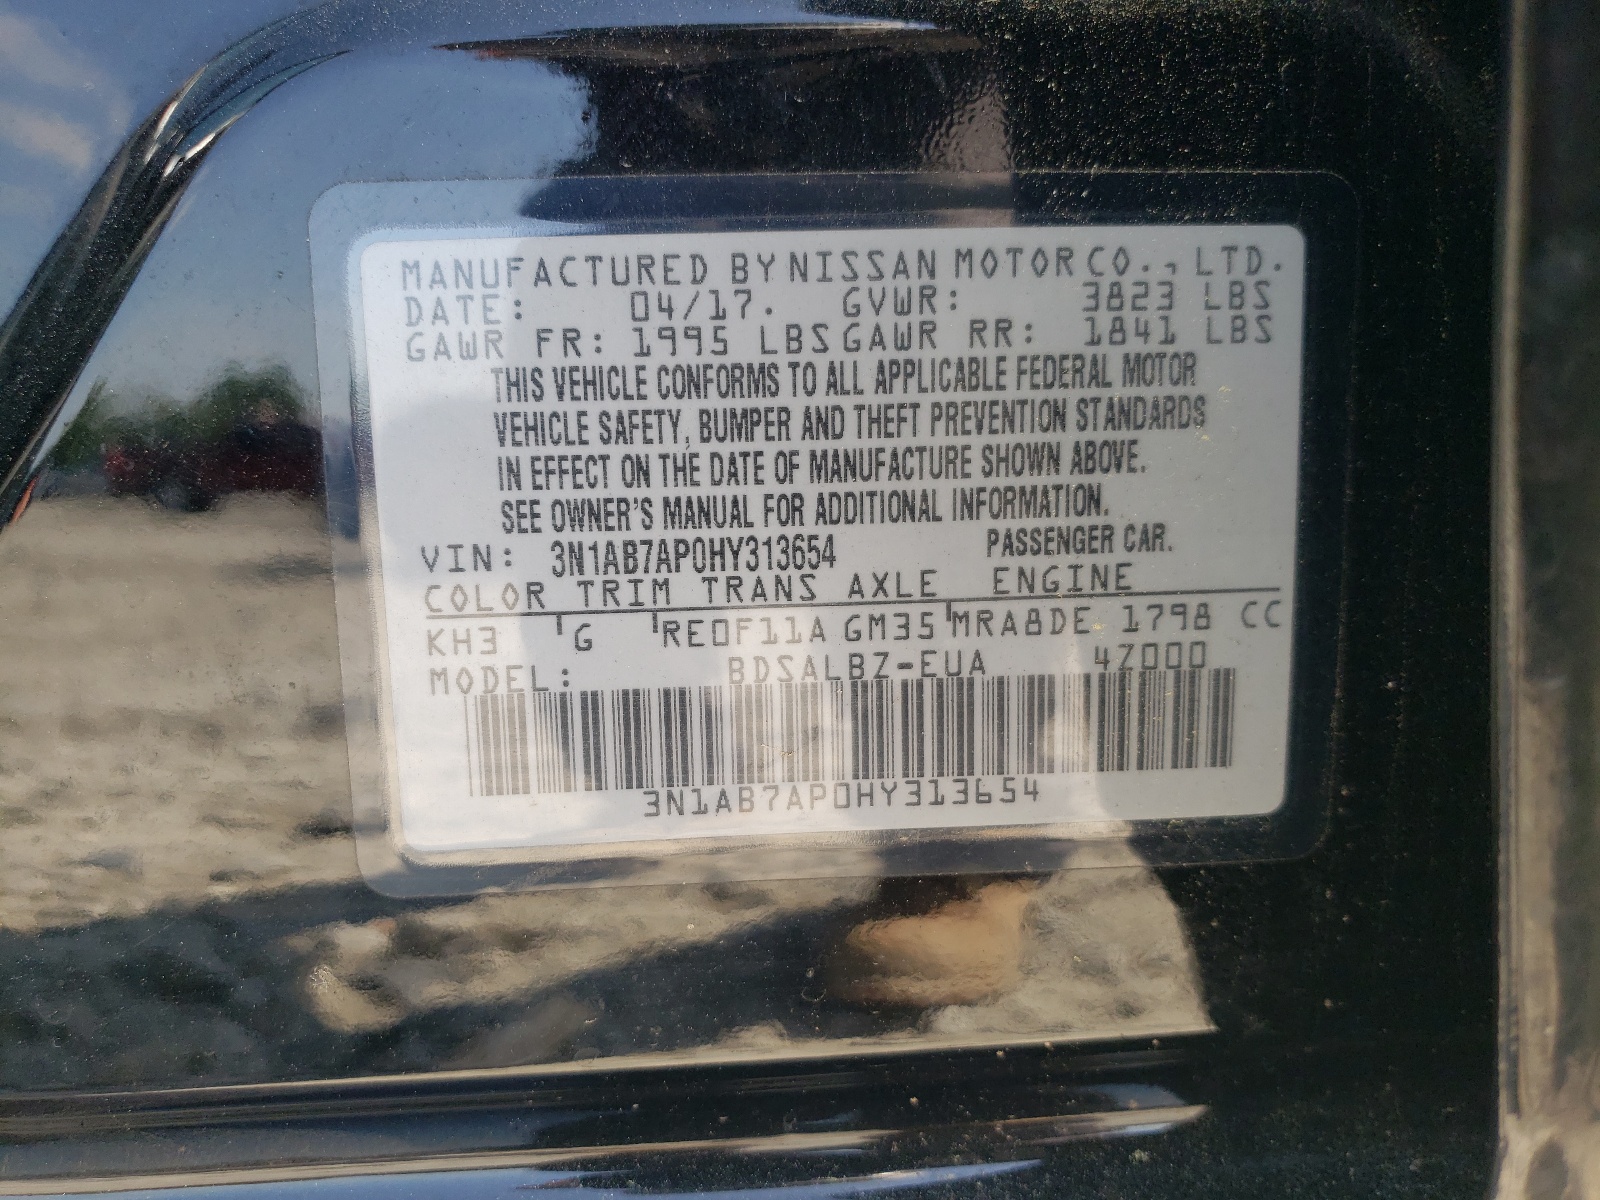 MANUFACTURED BY NISSAN MOTOR CO., LTD.
DATE: 04/17. GVWR: 3823 LBS
GAWR FR: 1995 LBS GAWR RR: 1841 LBS
THIS VEHICLE CONFORMS TO ALL APPLICABLE FEDERAL MOTOR
VEHICLE SAFETY, BUMPER AND THEFT PREVENTION STANDARDS
IN EFFECT ON THE DATE OF MANUFACTURE SHOWN ABOVE.
SEE OWNER'S MANUAL FOR ADDITIONAL INFORMATION.
VIN: 3N1AB7AP0HY313654 PASSENGER CAR.
COLOR TRIM TRANS AXLE ENGINE
KH3 G RE0F11A GM35 MRA8DE 1798 CC
MODEL: BDSALBZ-EUA 4Z000
3N1AB7AP0HY313654